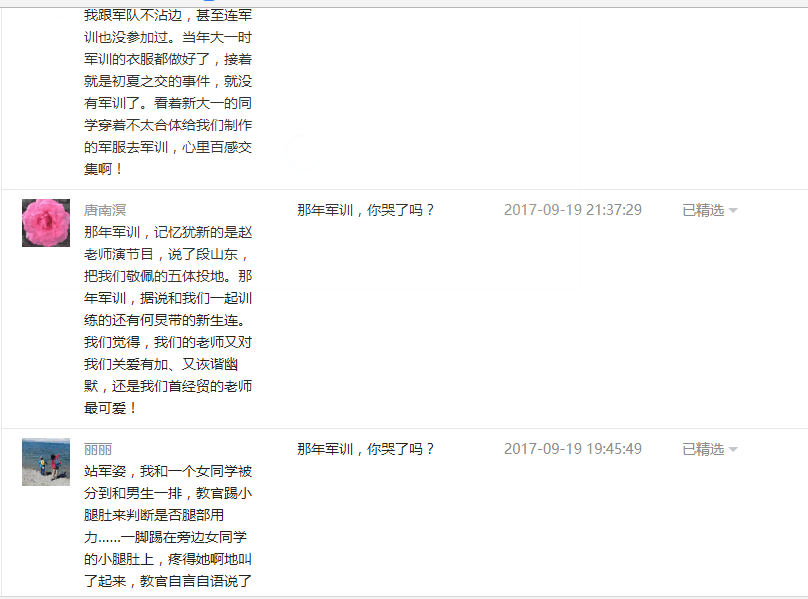 我跟军队不沾边，甚至连军
训也没参加过。当年大一时
军训的衣服都做好了，接着
就是初夏之交的事件，就没
有军训了。看着新大一的同
学穿着不太合体给我们制作
的军服去军训，心里百感交
集啊！
唐南溟 那年军训，你哭了吗？ 2017-09-19 21:37:29 已精选
那年军训，记忆犹新的是赵
老师演节目，说了段山东，
把我们敬佩的五体投地。那
年军训，据说和我们一起训
练的还有何炅带的新生连。
我们觉得，我们的老师又对
我们关爱有加、又诙谐幽
默，还是我们首经贸的老师
最可爱！
丽丽 那年军训，你哭了吗？ 2017-09-19 19:45:49 已精选
站军姿，我和一个女同学被
分到和男生一排，教官踢小
腿肚来判断是否腿部用
力......一脚踢在旁边女同学
的小腿肚上，疼得她啊地叫
了起来，教官自言自语说了